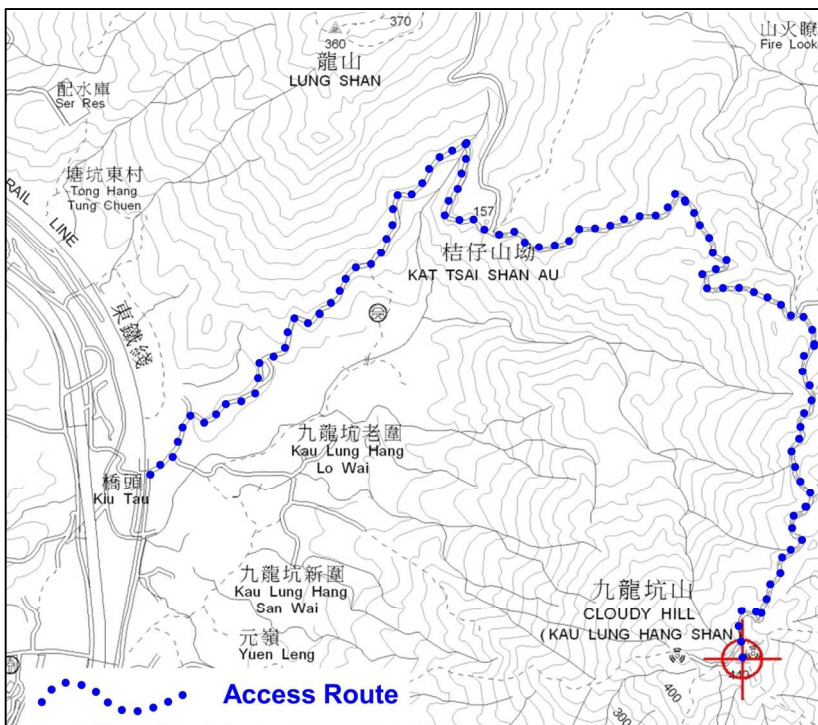 370
360
龍山
LUNG SHAN
山火瞭
Fire Looko
配水庫
Ser Res
塘坑東村
Tong Hang
Tung Chuen
RAIL LINE
東鐵綫
157
桔仔山坳
KAT TSAI SHAN AU
九龍坑老圍
Kau Lung Hang
Lo Wai
橋頭
Kiu Tau
九龍坑新圍
Kau Lung Hang
San Wai
九龍坑山
CLOUDY HILL
(KAU LUNG HANG SHAN)
元嶺
Yuen Leng
440
400
300
Access Route